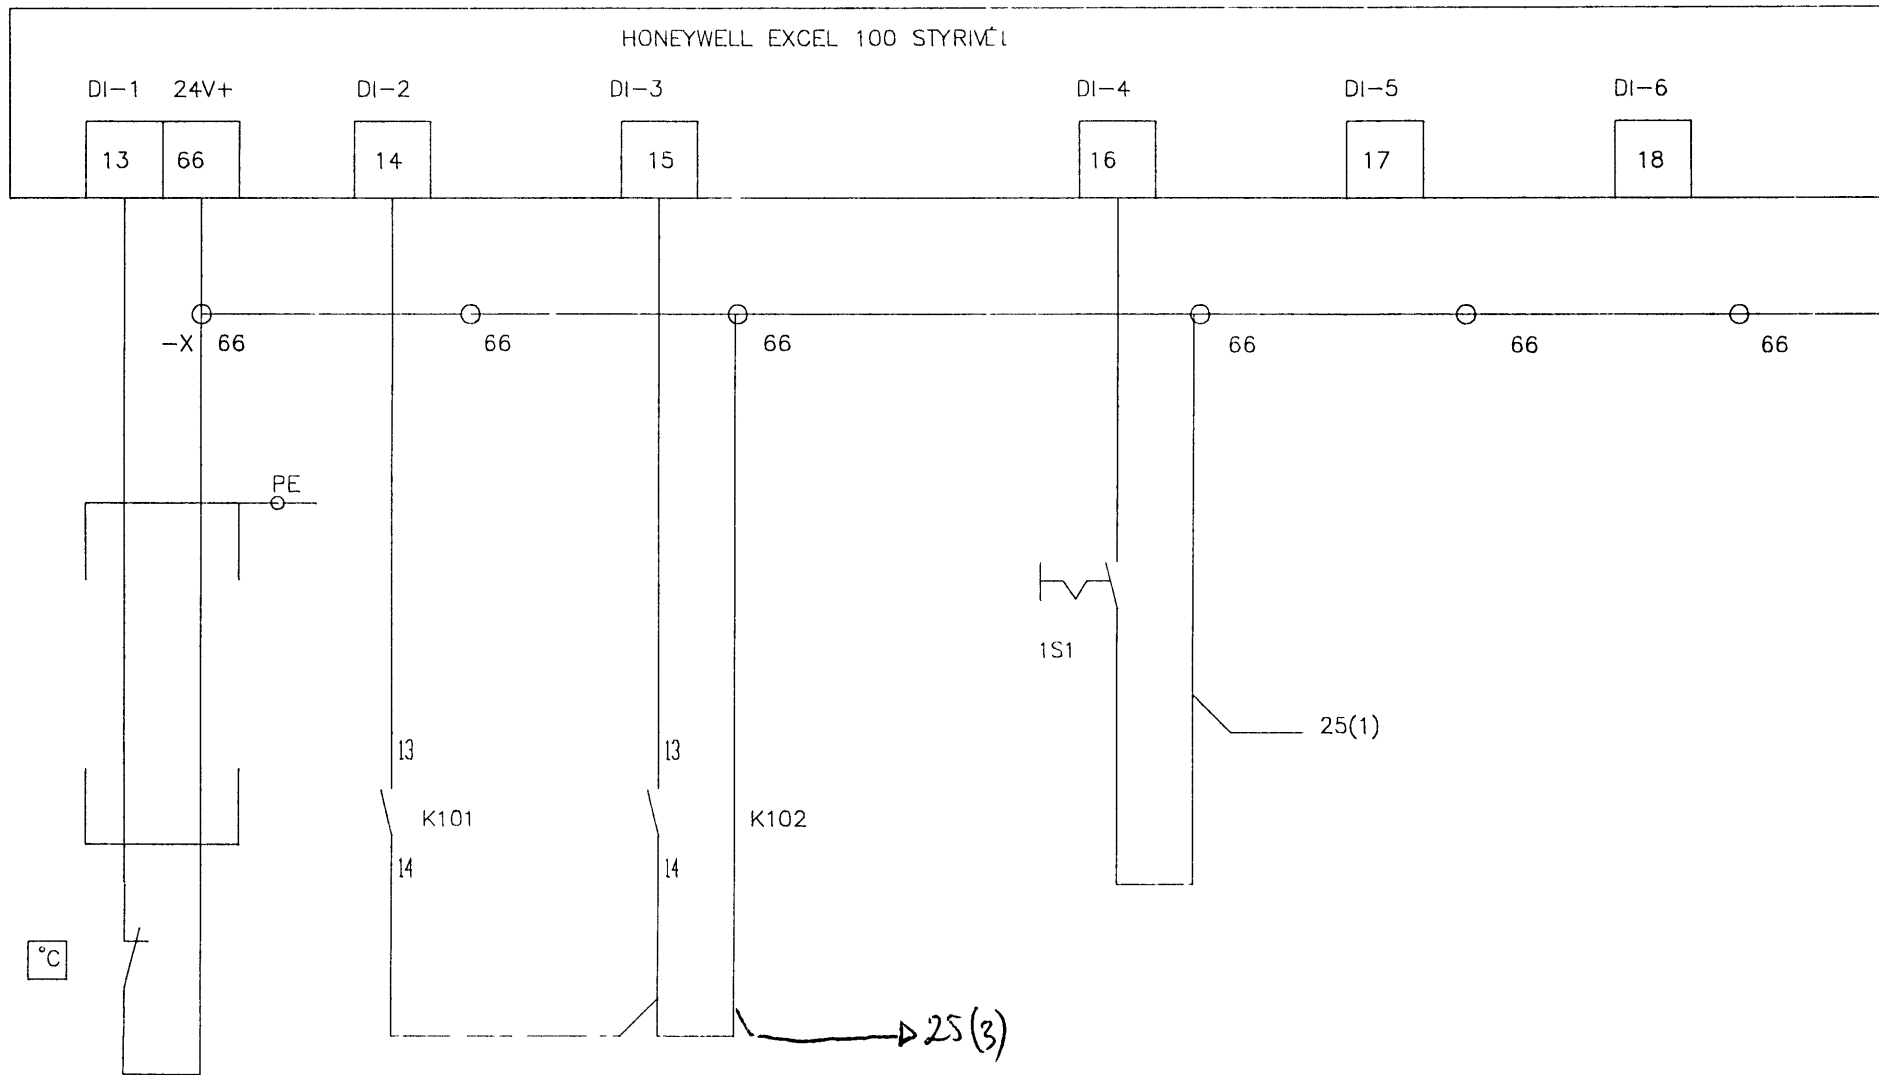 HONEYWELL EXCEL 100 STYRIVÉL
DI-1 24V+ DI-2 DI-3 DI-4 DI-5 DI-6
13 66 14 15 16 17 18
-X 66 66 66 66 66 66
PE
1S1
25(1)
13 13
K101 K102
14 14
°C
25(3)